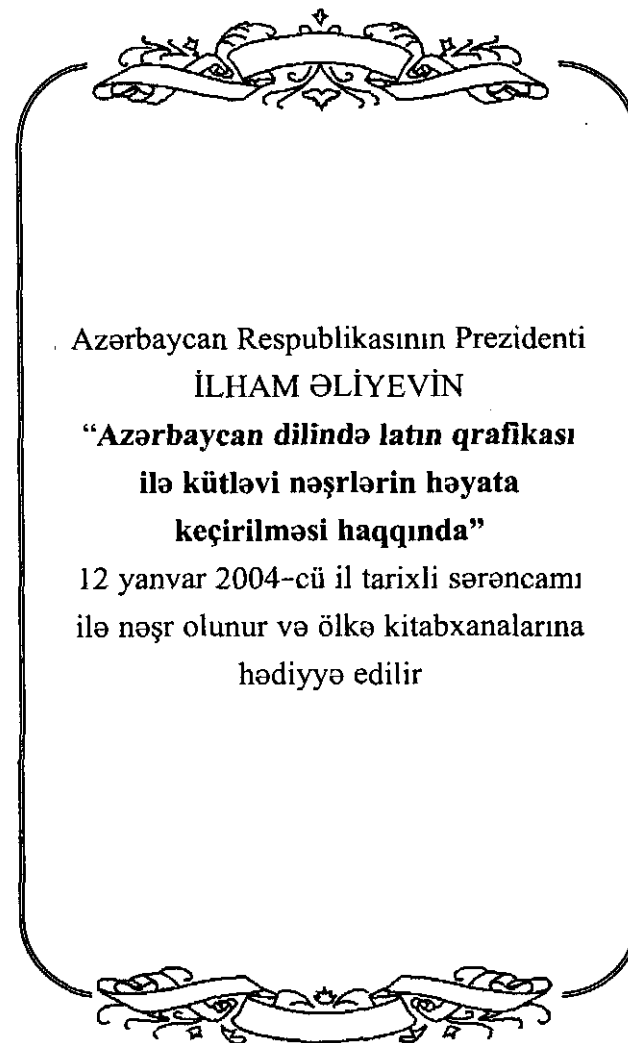 Azərbaycan Respublikasının Prezidenti
İLHAM ƏLİYEVİN
“Azərbaycan dilində latın qrafikası
ilə kütləvi nəşrlərin həyata
keçirilməsi haqqında”
12 yanvar 2004-cü il tarixli sərəncamı
ilə nəşr olunur və ölkə kitabxanalarına
hədiyyə edilir